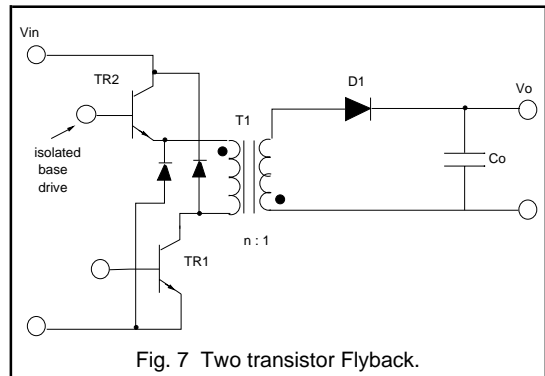 Vin
TR2
isolated
base
drive
T1
n : 1
TR1
D1
Vo
Co
Fig. 7 Two transistor Flyback.